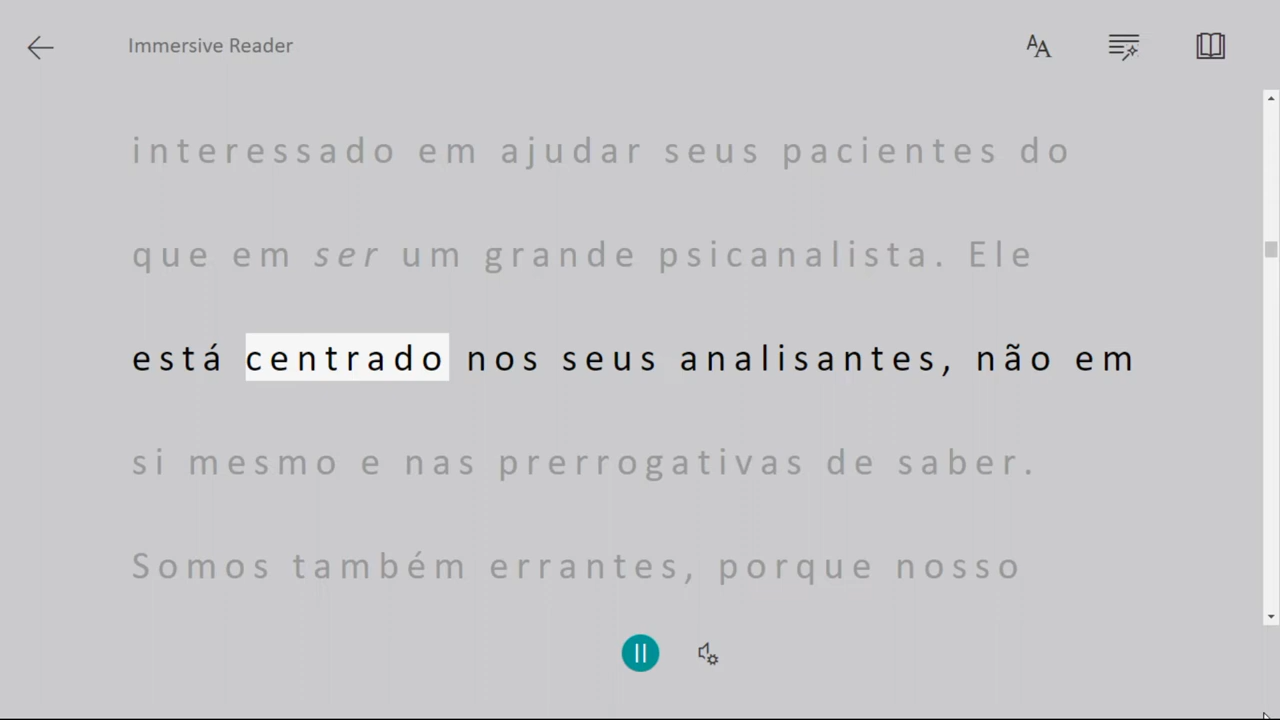 Immersive Reader
interessado em ajudar seus pacientes do
que em ser um grande psicanalista. Ele
está centrado nos seus analisantes, não em
si mesmo e nas prerrogativas de saber.
Somos também errantes, porque nosso